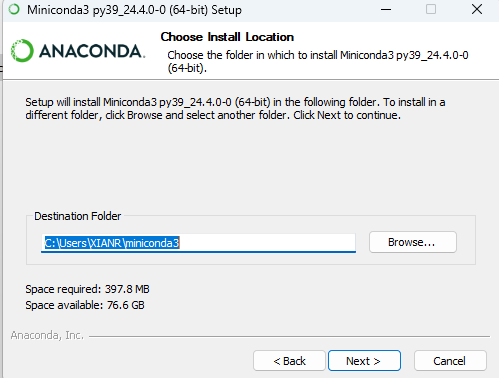 Miniconda3 py39_24.4.0-0 (64-bit) Setup
ANACONDA.
Choose Install Location
Choose the folder in which to install Miniconda3 py39_24.4.0-0
(64-bit).
Setup will install Miniconda3 py39_24.4.0-0 (64-bit) in the following folder. To install in a
different folder, click Browse and select another folder. Click Next to continue.
Destination Folder
C:\Users\XIANR\miniconda3
Browse...
Space required: 397.8 MB
Space available: 76.6 GB
Anaconda, Inc.
< Back
Next >
Cancel